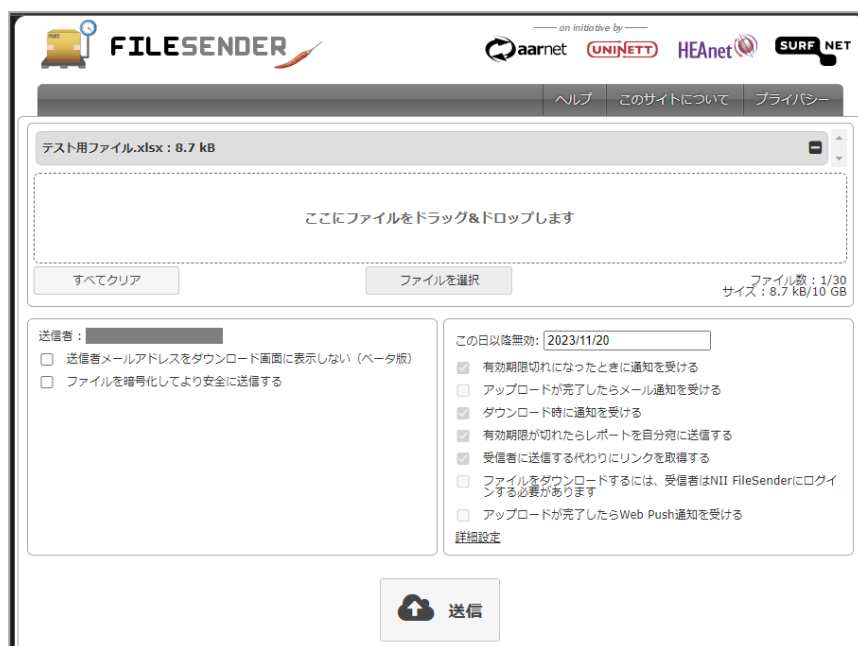 FILESENDER
an initiative by
aarnet UNINETT HEAnet SURF NET
ヘルプ このサイトについて プライバシー
テスト用ファイル.xlsx : 8.7 kB
ここにファイルをドラッグ&ドロップします
すべてクリア ファイルを選択 ファイル数 : 1/30
サイズ : 8.7 kB/10 GB
送信者 :
送信者メールアドレスをダウンロード画面に表示しない（ベータ版）
ファイルを暗号化してより安全に送信する
この日以降無効: 2023/11/20
有効期限切れになったときに通知を受ける
アップロードが完了したらメール通知を受ける
ダウンロード時に通知を受ける
有効期限が切れたらレポートを自分宛に送信する
受信者に送信する代わりにリンクを取得する
ファイルをダウンロードするには、受信者はNII FileSenderにログイ
ンする必要があります
アップロードが完了したらWeb Push通知を受ける
詳細設定
送信